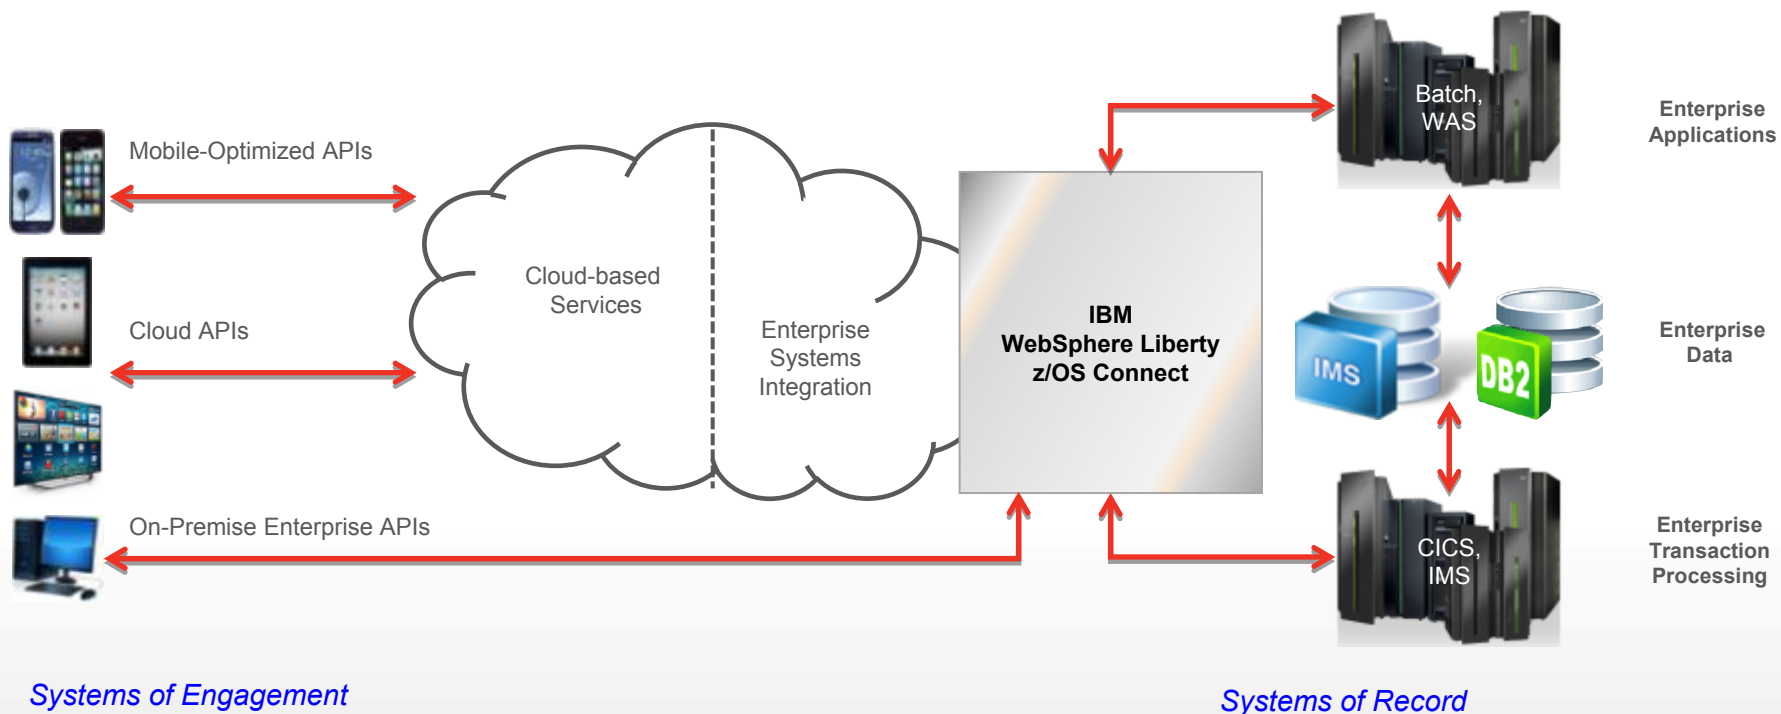 Mobile-Optimized APIs
Cloud APIs
On-Premise Enterprise APIs
Cloud-based
Services
Enterprise
Systems
Integration
IBM
WebSphere Liberty
z/OS Connect
Batch,
WAS
Enterprise
Applications
IMS
DB2
Enterprise
Data
CICS,
IMS
Enterprise
Transaction
Processing
Systems of Engagement
Systems of Record